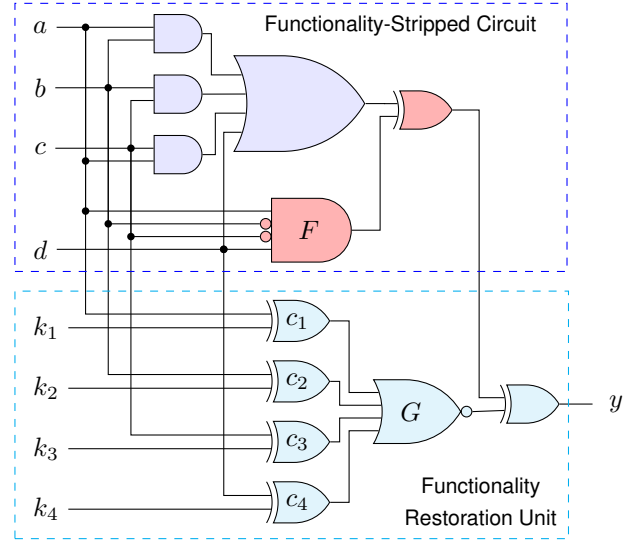 Functionality-Stripped Circuit
a
b
c
d
F
k1
k2
k3
k4
c1
c2
c3
c4
G
y
Functionality
Restoration Unit